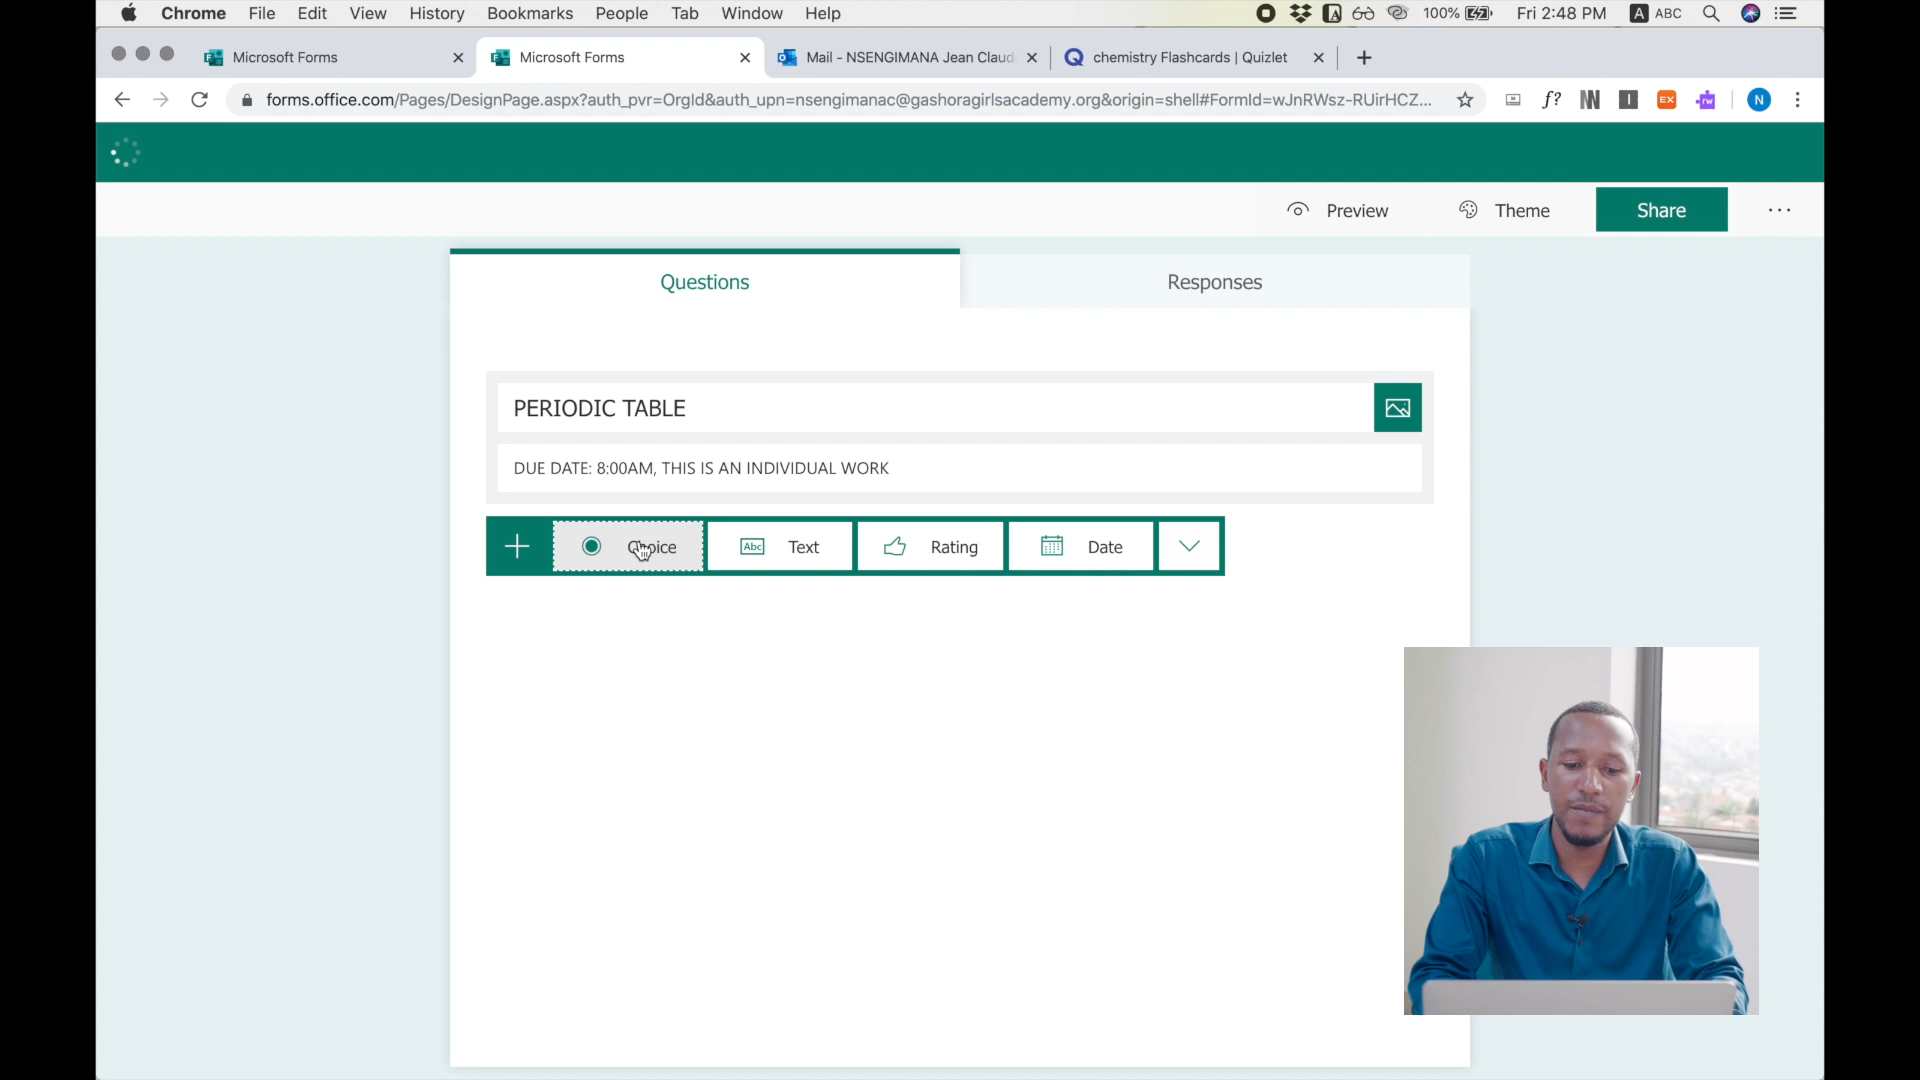 Chrome File Edit View History Bookmarks People Tab Window Help 100% Fri 2:48 PM A ABC
Microsoft Forms Microsoft Forms Mail - NSENGIMANA Jean Claud chemistry Flashcards | Quizlet
forms.office.com/Pages/DesignPage.aspx?auth_pvr=OrgId&auth_upn=nsengimanac@gashoragirlsacademy.org&origin=shell#FormId=wJnRWsz-RUirHCZ... f? N I EX rw N
Preview Theme Share
Questions Responses
PERIODIC TABLE
DUE DATE: 8:00AM, THIS IS AN INDIVIDUAL WORK
Choice Abc Text Rating Date